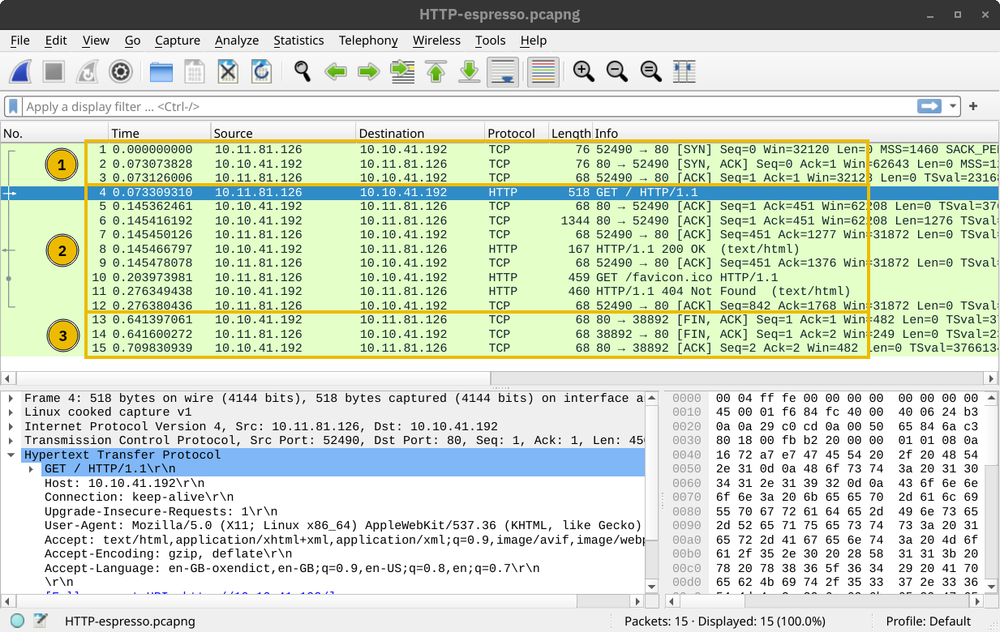 HTTP-espresso.pcapng
File Edit View Go Capture Analyze Statistics Telephony Wireless Tools Help
Apply a display filter ... <Ctrl-/>
No. Time Source Destination Protocol Length Info
1 0.000000000 10.11.81.126 10.10.41.192 TCP 76 52490 → 80 [SYN] Seq=0 Win=32120 Len=0 MSS=1460 SACK_PE
2 0.073073828 10.10.41.192 10.11.81.126 TCP 76 80 → 52490 [SYN, ACK] Seq=0 Ack=1 Win=62643 Len=0 MSS=1
3 0.073126006 10.11.81.126 10.10.41.192 TCP 68 52490 → 80 [ACK] Seq=1 Ack=1 Win=32128 Len=0 TSval=2316
4 0.073309310 10.11.81.126 10.10.41.192 HTTP 518 GET / HTTP/1.1
5 0.145362461 10.10.41.192 10.11.81.126 TCP 68 80 → 52490 [ACK] Seq=1 Ack=451 Win=62208 Len=0 TSval=37
6 0.145416192 10.10.41.192 10.11.81.126 TCP 1344 80 → 52490 [ACK] Seq=1 Ack=451 Win=62208 Len=1276 TSval
7 0.145450126 10.11.81.126 10.10.41.192 TCP 68 52490 → 80 [ACK] Seq=451 Ack=1277 Win=31872 Len=0 TSval
8 0.145466797 10.10.41.192 10.11.81.126 HTTP 167 HTTP/1.1 200 OK (text/html)
9 0.145478078 10.11.81.126 10.10.41.192 TCP 68 52490 → 80 [ACK] Seq=451 Ack=1376 Win=31872 Len=0 TSval
10 0.203973981 10.11.81.126 10.10.41.192 HTTP 459 GET /favicon.ico HTTP/1.1
11 0.276349438 10.10.41.192 10.11.81.126 HTTP 460 HTTP/1.1 404 Not Found (text/html)
12 0.276380436 10.11.81.126 10.10.41.192 TCP 68 52490 → 80 [ACK] Seq=842 Ack=1768 Win=31872 Len=0 TSval
13 0.641397061 10.10.41.192 10.11.81.126 TCP 68 80 → 38892 [FIN, ACK] Seq=1 Ack=1 Win=482 Len=0 TSval=3
14 0.641600272 10.11.81.126 10.10.41.192 TCP 68 38892 → 80 [FIN, ACK] Seq=1 Ack=2 Win=249 Len=0 TSval=2
15 0.709830939 10.10.41.192 10.11.81.126 TCP 68 80 → 38892 [ACK] Seq=2 Ack=2 Win=482 Len=0 TSval=376613
1
2
3
Frame 4: 518 bytes on wire (4144 bits), 518 bytes captured (4144 bits) on interface a
Linux cooked capture v1
Internet Protocol Version 4, Src: 10.11.81.126, Dst: 10.10.41.192
Transmission Control Protocol, Src Port: 52490, Dst Port: 80, Seq: 1, Ack: 1, Len: 45
Hypertext Transfer Protocol
GET / HTTP/1.1\r\n
Host: 10.10.41.192\r\n
Connection: keep-alive\r\n
Upgrade-Insecure-Requests: 1\r\n
User-Agent: Mozilla/5.0 (X11; Linux x86_64) AppleWebKit/537.36 (KHTML, like Gecko)
Accept: text/html,application/xhtml+xml,application/xml;q=0.9,image/avif,image/webp
Accept-Encoding: gzip, deflate\r\n
Accept-Language: en-GB-oxendict,en-GB;q=0.9,en-US;q=0.8,en;q=0.7\r\n
\r\n
0000 00 04 ff fe 00 00 00 00 00 00 00 00
0010 45 00 01 f6 84 fc 40 00 40 06 24 b3
0020 0a 0a 29 c0 cd 0a 00 50 65 84 6a c3
0030 80 18 00 fb b2 20 00 00 01 01 08 0a
0040 16 72 a7 e7 47 45 54 20 2f 20 48 54
0050 2e 31 0d 0a 48 6f 73 74 3a 20 31 30
0060 34 31 2e 31 39 32 0d 0a 43 6f 6e 6e
0070 6f 6e 3a 20 6b 65 65 70 2d 61 6c 69
0080 55 70 67 72 61 64 65 2d 49 6e 73 65
0090 2d 52 65 71 75 65 73 74 73 3a 20 31
00a0 65 72 2d 41 67 65 6e 74 3a 20 4d 6f
00b0 61 2f 35 2e 30 20 28 58 31 31 3b 20
00c0 78 20 78 38 36 5f 36 34 29 20 41 70
00d0 65 62 4b 69 74 2f 35 33 37 2e 33 36
HTTP-espresso.pcapng
Packets: 15 · Displayed: 15 (100.0%)
Profile: Default